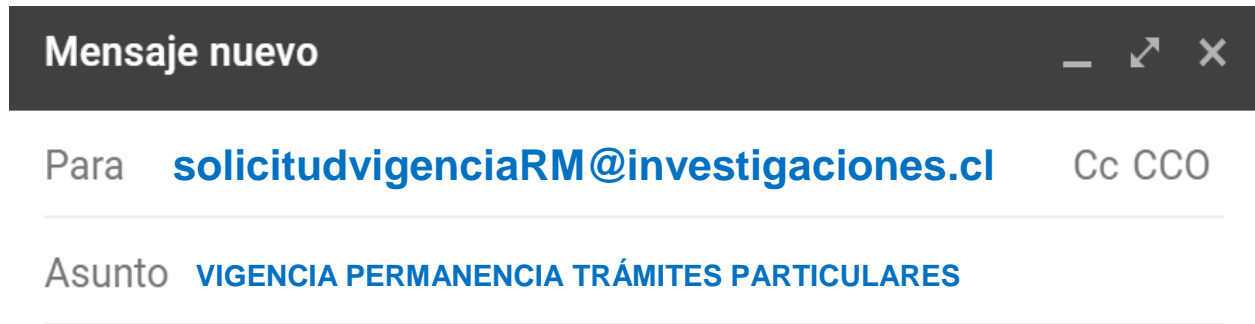 Mensaje nuevo
Para solicitudvigenciaRM@investigaciones.cl Cc CCO
Asunto VIGENCIA PERMANENCIA TRÁMITES PARTICULARES